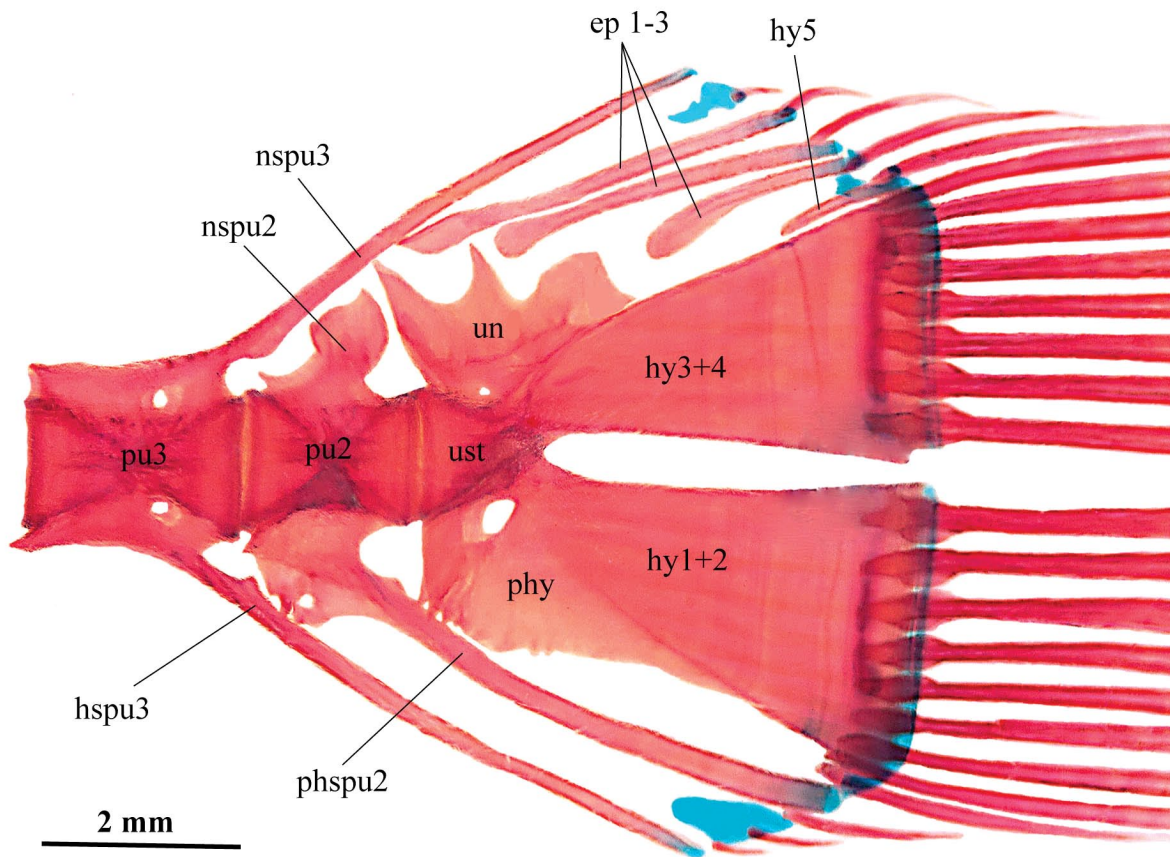 ep 1-3
hy5
nspu3
nspu2
un
hy3+4
pu3
pu2
ust
hy1+2
phy
hspu3
phspu2
2 mm